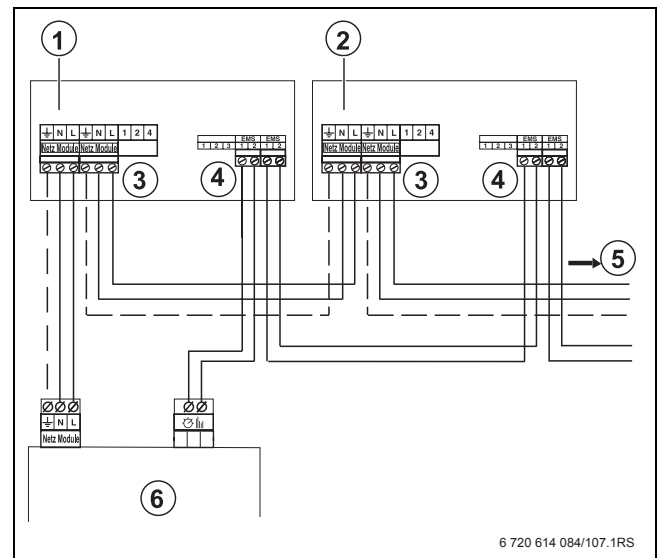 1
2
⏚ N L ⏚ N L 1 2 4
Netz Module Netz Module
EMS EMS
1 2 3 1 2 1 2
3
4
⏚ N L ⏚ N L 1 2 4
Netz Module Netz Module
EMS EMS
1 2 3 1 2 1 2
3
4
5
⏚ N L
Netz Module
6
6 720 614 084/107.1RS